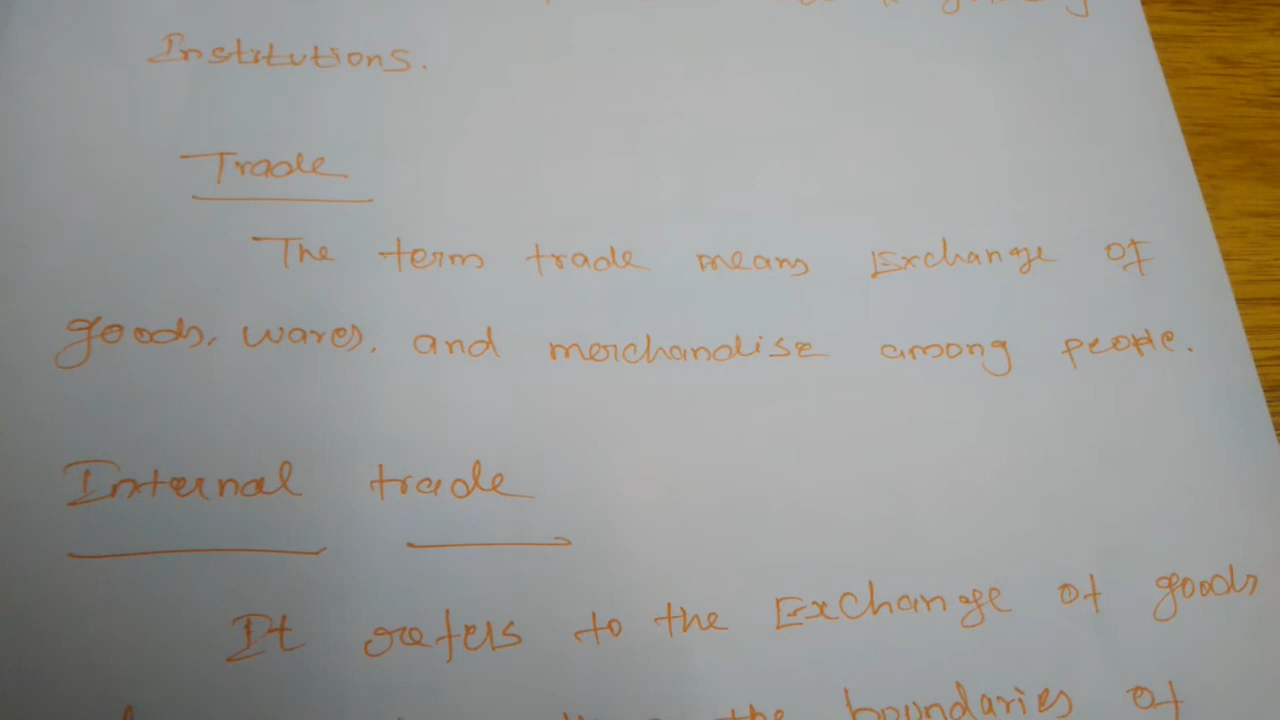 Institutions.
Trade
The term trade means Exchange of
goods, wares, and merchandise among people.
Internal trade
It refers to the Exchange of goods
the boundaries of